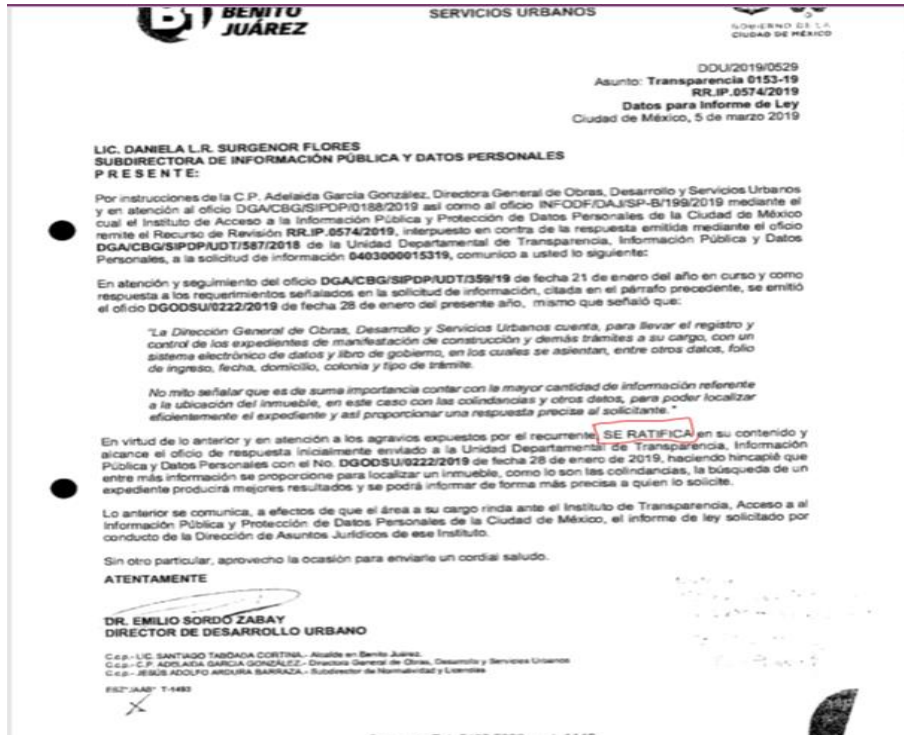 BENITO
JUÁREZ
SERVICIOS URBANOS
GOBIERNO DE LA
CIUDAD DE MÉXICO
DDU/2019/0529
Asunto: Transparencia 0153-19
RR.IP.0574/2019
Datos para Informe de Ley
Ciudad de México, 5 de marzo 2019
LIC. DANIELA L.R. SURGENOR FLORES
SUBDIRECTORA DE INFORMACIÓN PÚBLICA Y DATOS PERSONALES
P R E S E N T E:
Por instrucciones de la C.P. Adelaida García González, Directora General de Obras, Desarrollo y Servicios Urbanos
y en atención al oficio DGA/CBG/SIPDP/0188/2019 así como al oficio INFODF/DAJ/SP-B/199/2019 mediante el
cual el Instituto de Acceso a la Información Pública y Protección de Datos Personales de la Ciudad de México
remite el Recurso de Revisión RR.IP.0574/2019, interpuesto en contra de la respuesta emitida mediante el oficio
DGA/CBG/SIPDP/UDT/587/2018 de la Unidad Departamental de Transparencia, Información Pública y Datos
Personales, a la solicitud de información 0403000015319, comunico a usted lo siguiente:
En atención y seguimiento del oficio DGA/CBG/SIPDP/UDT/359/19 de fecha 21 de enero del año en curso y como
respuesta a los requerimientos señalados en la solicitud de información, citada en el párrafo precedente, se emitió
el oficio DGODSU/0222/2019 de fecha 28 de enero del presente año, mismo que señaló que:
"La Dirección General de Obras, Desarrollo y Servicios Urbanos cuenta, para llevar el registro y
control de los expedientes de manifestación de construcción y demás trámites a su cargo, con un
sistema electrónico de datos y libro de gobierno, en los cuales se asientan, entre otros datos, folio
de ingreso, fecha, domicilio, colonia y tipo de trámite.
No mito señalar que es de suma importancia contar con la mayor cantidad de información referente
a la ubicación del inmueble, en este caso con las colindancias y otros datos, para poder localizar
eficientemente el expediente y así proporcionar una respuesta precisa al solicitante."
En virtud de lo anterior y en atención a los agravios expuestos por el recurrente, SE RATIFICA en su contenido y
alcance el oficio de respuesta inicialmente enviado a la Unidad Departamental de Transparencia, Información
Pública y Datos Personales con el No. DGODSU/0222/2019 de fecha 28 de enero de 2019, haciendo hincapié que
entre más información se proporcione para localizar un inmueble, como lo son las colindancias, la búsqueda de un
expediente producirá mejores resultados y se podrá informar de forma más precisa a quien lo solicite.
Lo anterior se comunica, a efectos de que el área a su cargo rinda ante el Instituto de Transparencia, Acceso a al
Información Pública y Protección de Datos Personales de la Ciudad de México, el informe de ley solicitado por
conducto de la Dirección de Asuntos Jurídicos de ese Instituto.
Sin otro particular, aprovecho la ocasión para enviarle un cordial saludo.
ATENTAMENTE
DR. EMILIO SORDO ZABAY
DIRECTOR DE DESARROLLO URBANO
C.c.p.- LIC. SANTIAGO TABOADA CORTINA.- Alcalde en Benito Juárez.
C.c.p.- C.P. ADELAIDA GARCÍA GONZÁLEZ.- Directora General de Obras, Desarrollo y Servicios Urbanos
C.c.p.- JESÚS ADOLFO ARDURA BARRAZA.- Subdirector de Normatividad y Licencias
ESZ*JAAB* T-1493